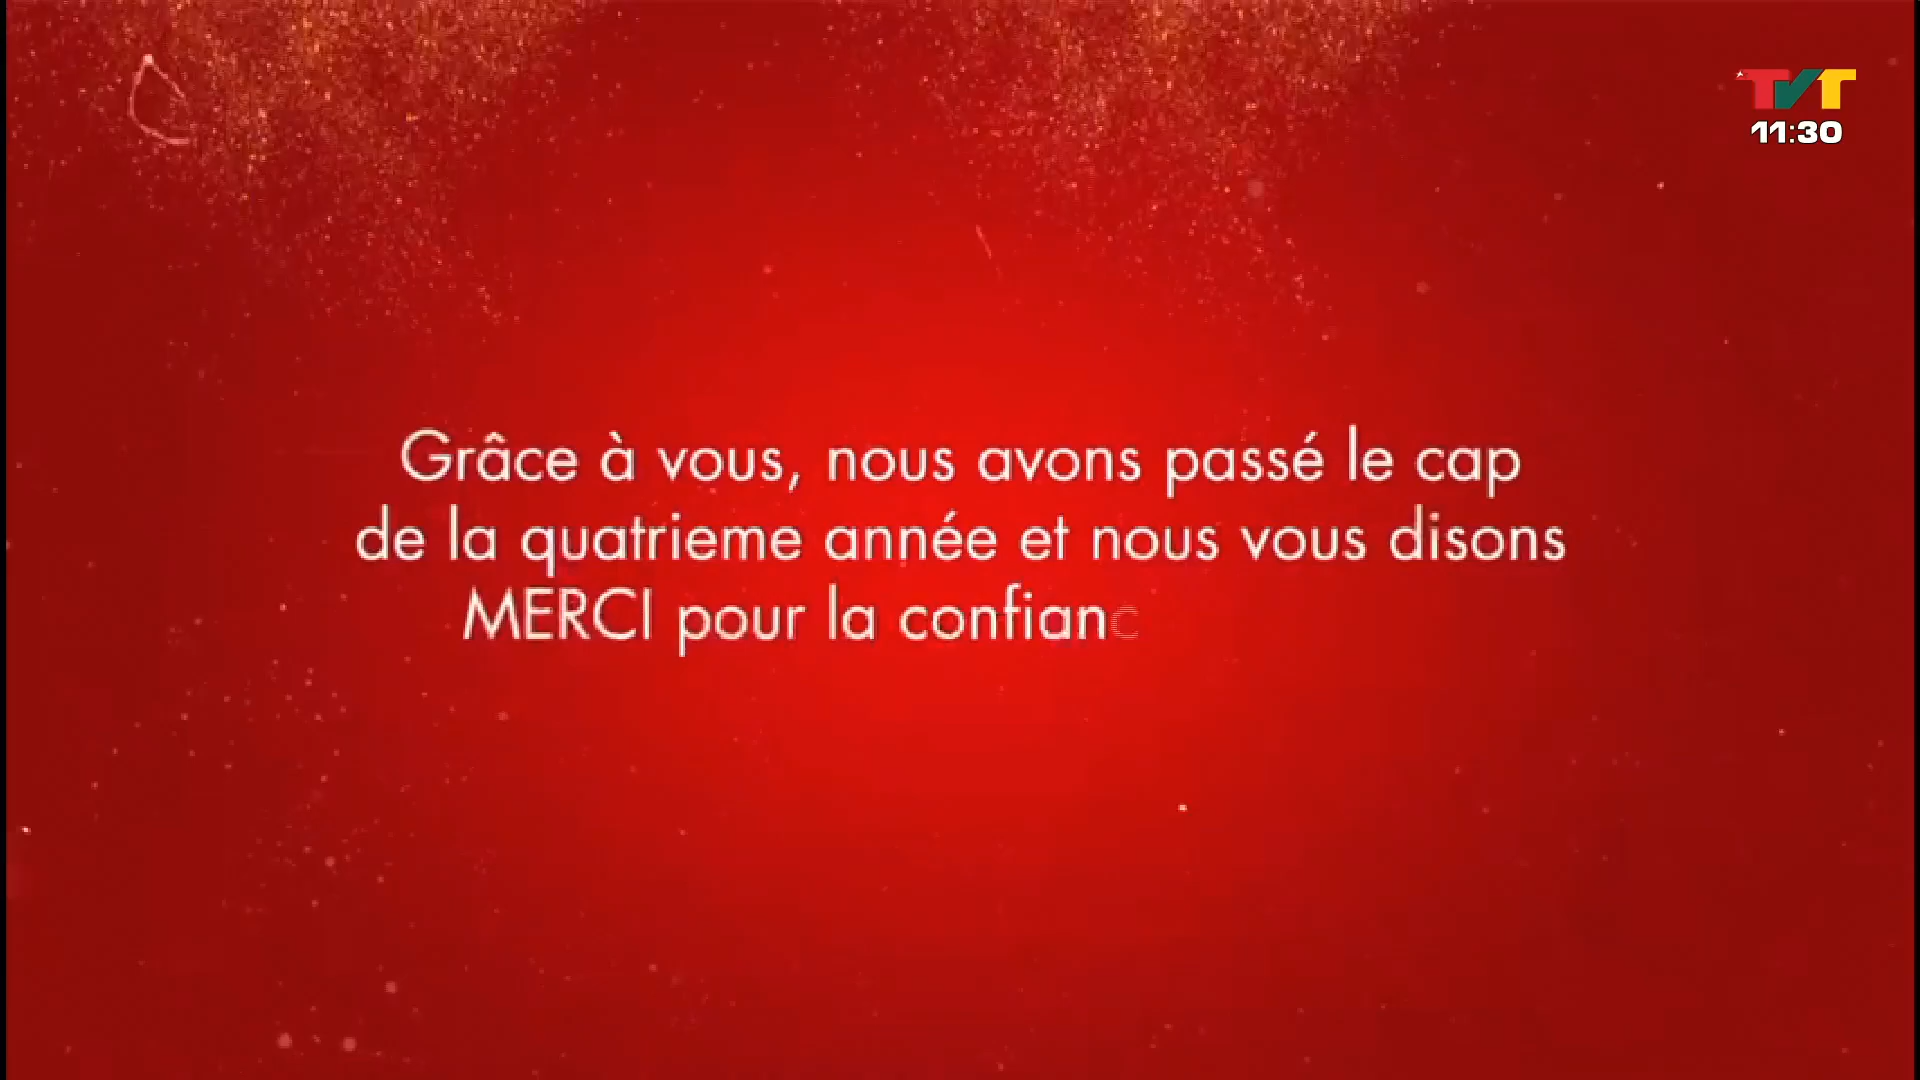 TVT
11:30
Grâce à vous, nous avons passé le cap
de la quatrieme année et nous vous disons
MERCI pour la confianc